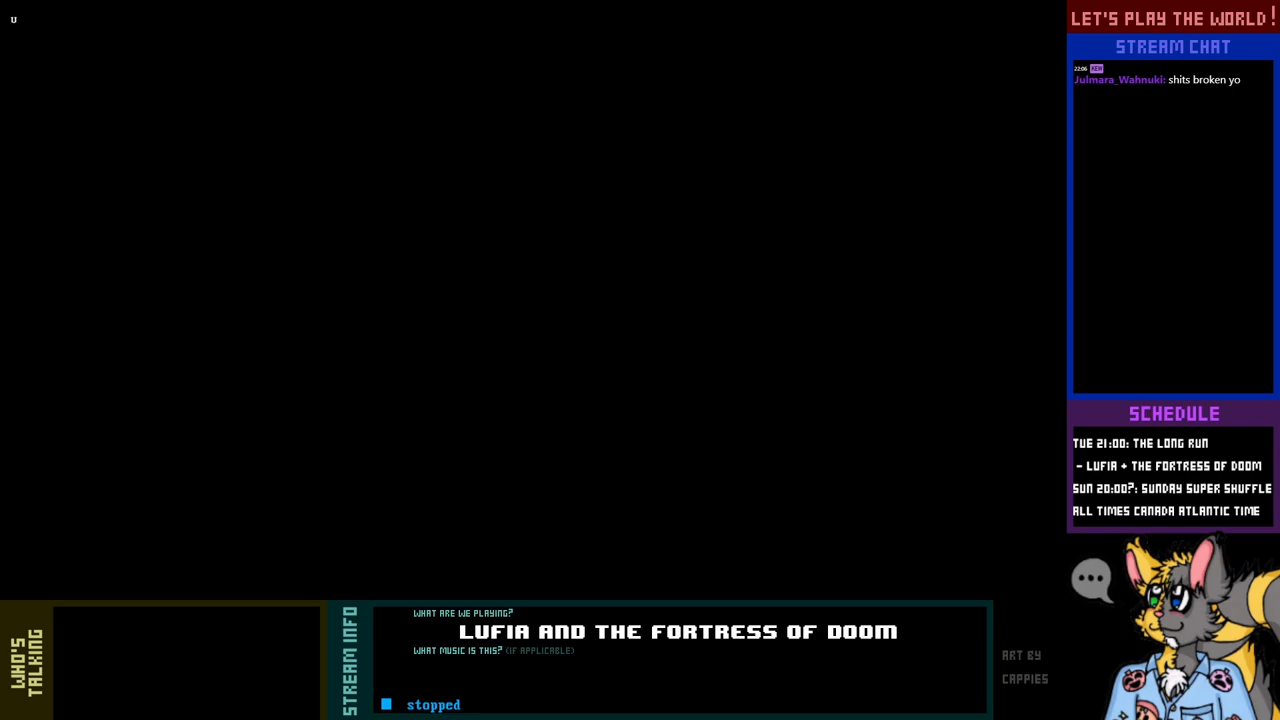 U
LET'S PLAY THE WORLD!
STREAM CHAT
22:06 NEW
Julmara_Wahnuki: shits broken yo
SCHEDULE
TUE 21:00: THE LONG RUN
- LUFIA + THE FORTRESS OF DOOM
SUN 20:00?: SUNDAY SUPER SHUFFLE
ALL TIMES CANADA ATLANTIC TIME
...
WHO'S
TALKING
STREAM INFO
WHAT ARE WE PLAYING?
LUFIA AND THE FORTRESS OF DOOM
WHAT MUSIC IS THIS? (IF APPLICABLE)
stopped
ART BY
CAPPIES